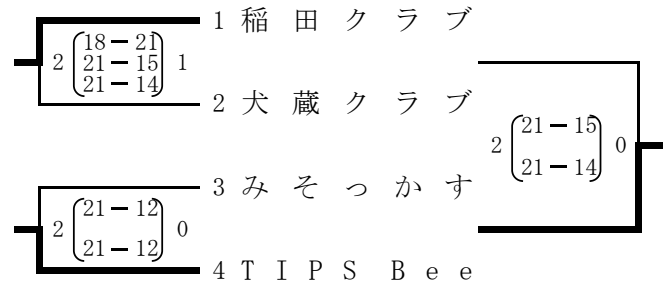 1 稲田クラブ
2 (18－21 21－15 21－14) 1
2 犬蔵クラブ
2 (21－15 21－14) 0
3 みそっかす
2 (21－12 21－12) 0
4 TIPS Bee